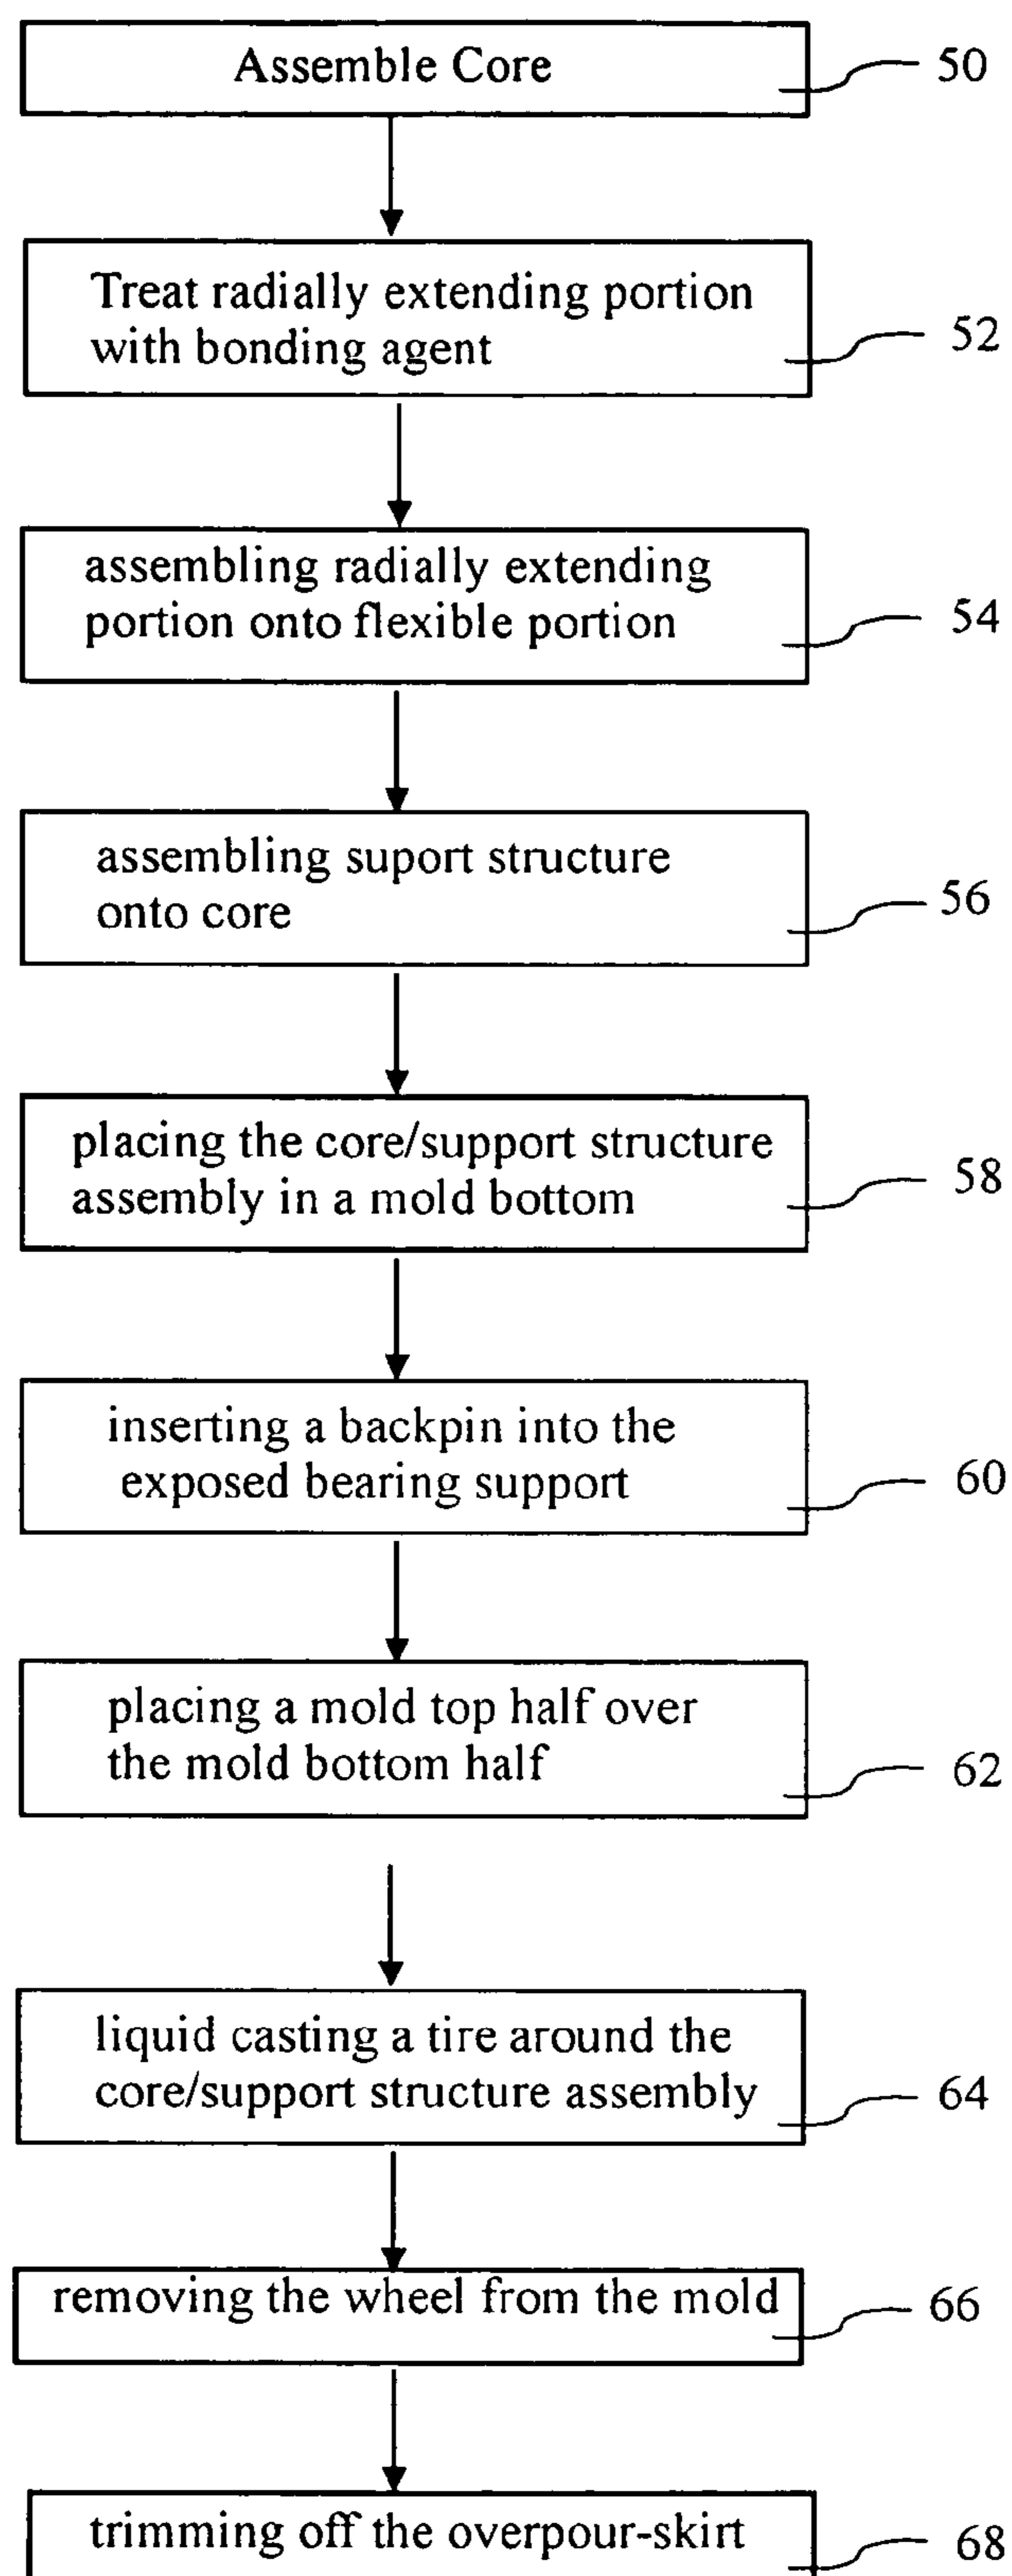 Assemble Core
50
Treat radially extending portion
with bonding agent
52
assembling radially extending
portion onto flexible portion
54
assembling suport structure
onto core
56
placing the core/support structure
assembly in a mold bottom
58
inserting a backpin into the
exposed bearing support
60
placing a mold top half over
the mold bottom half
62
liquid casting a tire around the
core/support structure assembly
64
removing the wheel from the mold
66
trimming off the overpour-skirt
68